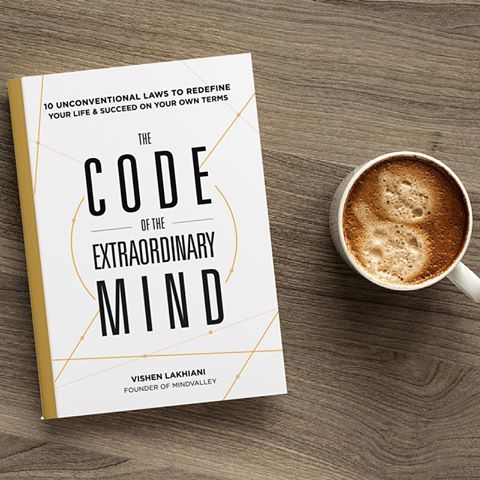 10 UNCONVENTIONAL LAWS TO REDEFINE
YOUR LIFE & SUCCEED ON YOUR OWN TERMS
THE
CODE
OF THE
EXTRAORDINARY
MIND
VISHEN LAKHIANI
FOUNDER OF MINDVALLEY